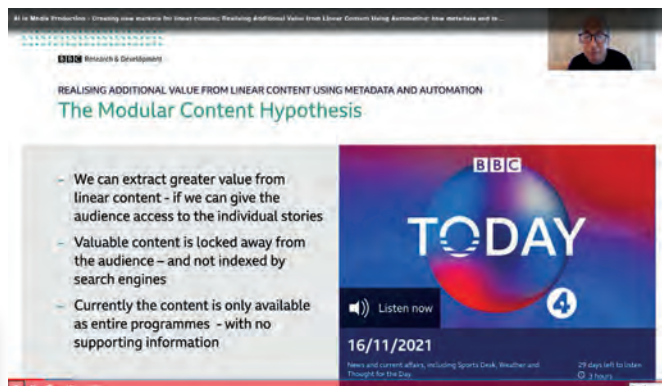 AI in Media Production - Creating new markets for linear content: Realising Additional Value from Linear Content Using Automation: how metadata and
BBC Research & Development
REALISING ADDITIONAL VALUE FROM LINEAR CONTENT USING METADATA AND AUTOMATION
The Modular Content Hypothesis
– We can extract greater value from
linear content - if we can give the
audience access to the individual stories
– Valuable content is locked away from
the audience – and not indexed by
search engines
– Currently the content is only available
as entire programmes - with no
supporting information
BBC
TODAY
4
Listen now
16/11/2021
News and current affairs, including Sports Desk, Weather and
Thought for the Day.
29 days left to listen
3 hours